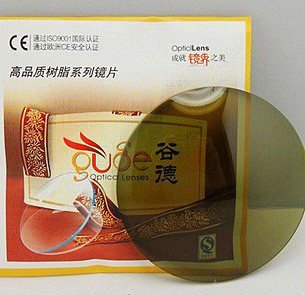 CE 通过ISO9001国际认证
通过欧洲CE安全认证
OpticlLens
成就镜界之美
高品质树脂系列镜片
gude
Optical Lenses
谷德